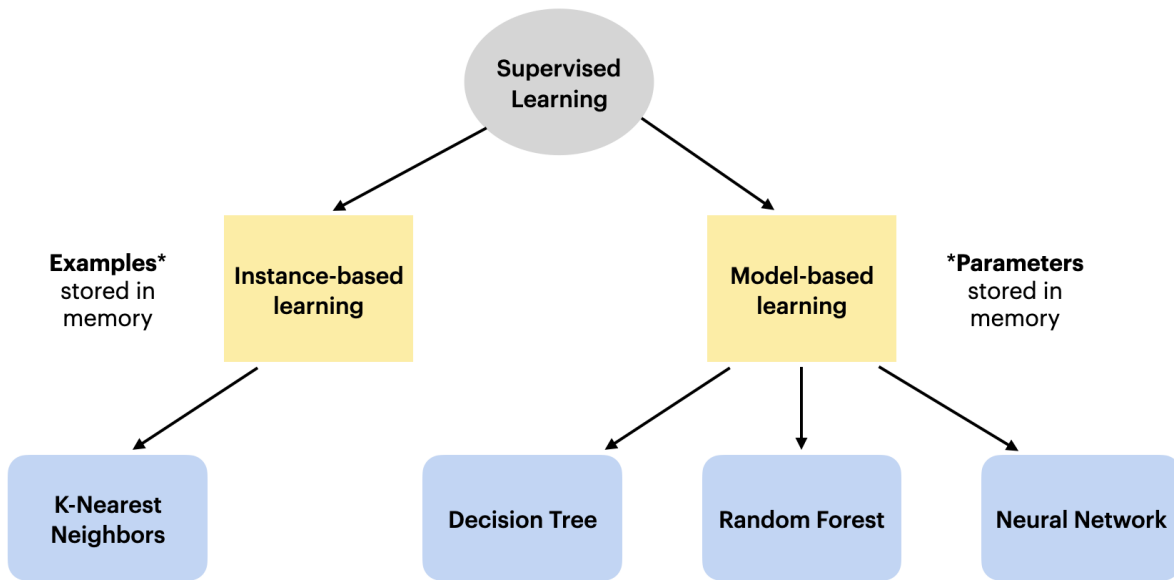 Supervised
Learning
Examples*
stored in
memory
Instance-based
learning
Model-based
learning
*Parameters
stored in
memory
K-Nearest
Neighbors
Decision Tree
Random Forest
Neural Network